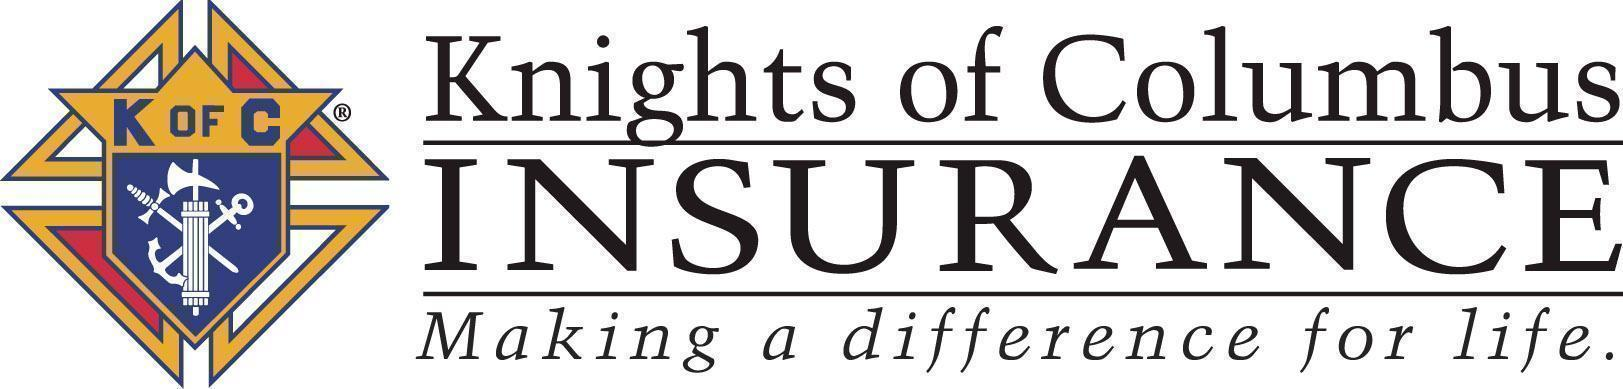 K OF C ®
Knights of Columbus
INSURANCE
Making a difference for life.